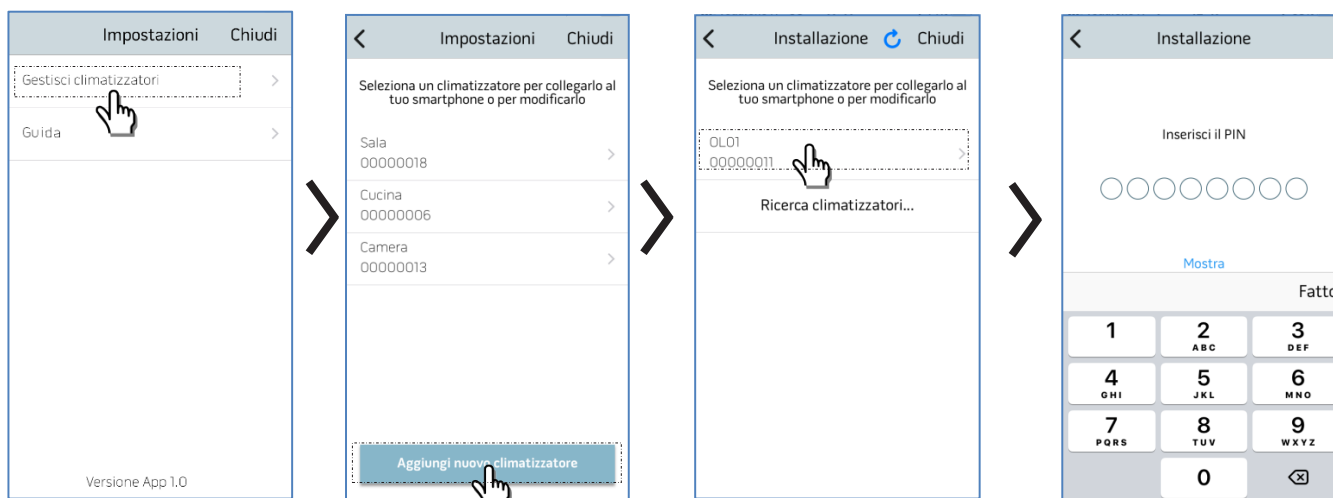 Impostazioni Chiudi
Gestisci climatizzatori
Guida
Versione App 1.0
Impostazioni Chiudi
Seleziona un climatizzatore per collegarlo al
tuo smartphone o per modificarlo
Sala
00000018
Cucina
00000006
Camera
00000013
Aggiungi nuovo climatizzatore
Installazione Chiudi
Seleziona un climatizzatore per collegarlo al
tuo smartphone o per modificarlo
OL01
00000011
Ricerca climatizzatori...
Installazione
Inserisci il PIN
Mostra
Fatto
1 2 3
ABC DEF
4 5 6
GHI JKL MNO
7 8 9
PQRS TUV WXYZ
0